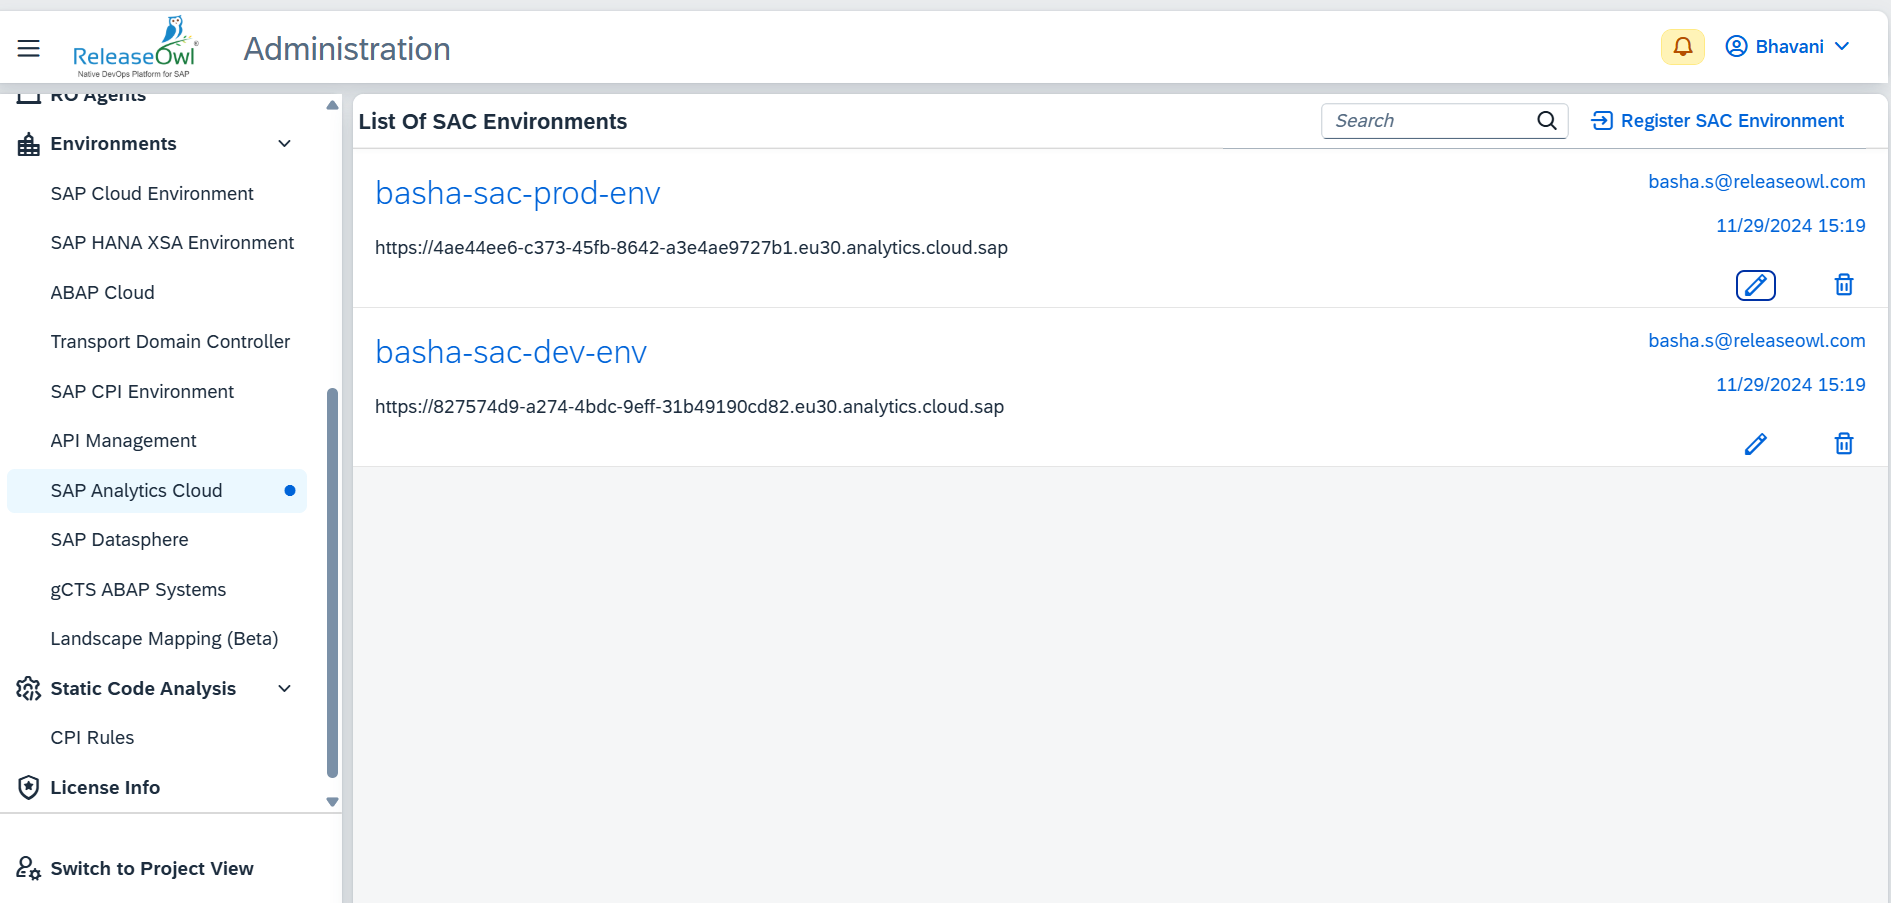 ReleaseOwl®
Native DevOps Platform for SAP
Administration
Bhavani
RO Agents
Environments
SAP Cloud Environment
SAP HANA XSA Environment
ABAP Cloud
Transport Domain Controller
SAP CPI Environment
API Management
SAP Analytics Cloud
SAP Datasphere
gCTS ABAP Systems
Landscape Mapping (Beta)
Static Code Analysis
CPI Rules
License Info
Switch to Project View
List Of SAC Environments
Search
Register SAC Environment
basha-sac-prod-env
basha.s@releaseowl.com
11/29/2024 15:19
https://4ae44ee6-c373-45fb-8642-a3e4ae9727b1.eu30.analytics.cloud.sap
basha-sac-dev-env
basha.s@releaseowl.com
11/29/2024 15:19
https://827574d9-a274-4bdc-9eff-31b49190cd82.eu30.analytics.cloud.sap